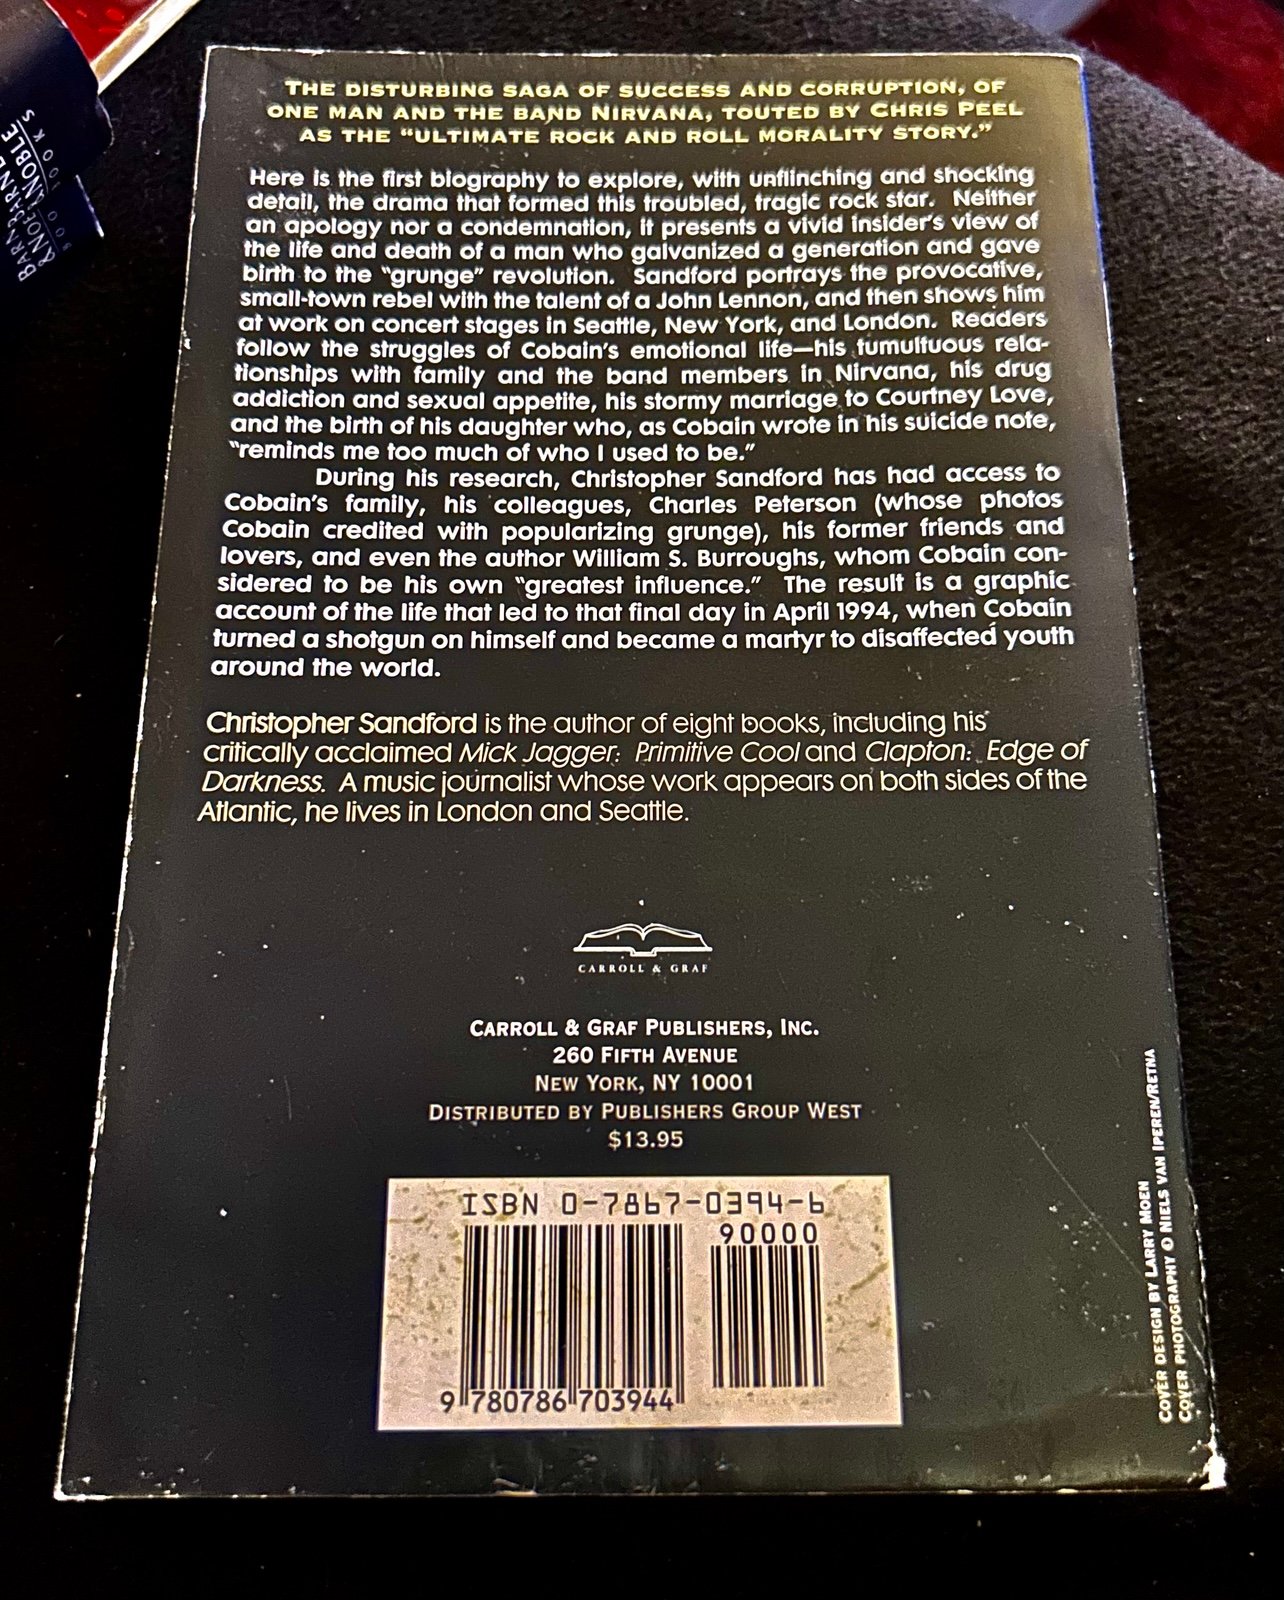 THE DISTURBING SAGA OF SUCCESS AND CORRUPTION, OF
ONE MAN AND THE BAND NIRVANA, TOUTED BY CHRIS PEEL
AS THE "ULTIMATE ROCK AND ROLL MORALITY STORY."
Here is the first biography to explore, with unflinching and shocking
detail, the drama that formed this troubled, tragic rock star. Neither
an apology nor a condemnation, it presents a vivid insider's view of
the life and death of a man who galvanized a generation and gave
birth to the "grunge" revolution. Sandford portrays the provocative,
small-town rebel with the talent of a John Lennon, and then shows him
at work on concert stages in Seattle, New York, and London. Readers
follow the struggles of Cobain's emotional life—his tumultuous rela-
tionships with family and the band members in Nirvana, his drug
addiction and sexual appetite, his stormy marriage to Courtney Love,
and the birth of his daughter who, as Cobain wrote in his suicide note,
"reminds me too much of who I used to be."
During his research, Christopher Sandford has had access to
Cobain's family, his colleagues, Charles Peterson (whose photos
Cobain credited with popularizing grunge), his former friends and
lovers, and even the author William S. Burroughs, whom Cobain con-
sidered to be his own "greatest influence." The result is a graphic
account of the life that led to that final day in April 1994, when Cobain
turned a shotgun on himself and became a martyr to disaffected youth
around the world.
Christopher Sandford is the author of eight books, including his
critically acclaimed Mick Jagger: Primitive Cool and Clapton: Edge of
Darkness. A music journalist whose work appears on both sides of the
Atlantic, he lives in London and Seattle.
CARROLL & GRAF
CARROLL & GRAF PUBLISHERS, INC.
260 FIFTH AVENUE
NEW YORK, NY 10001
DISTRIBUTED BY PUBLISHERS GROUP WEST
$13.95
ISBN 0-7867-0394-6
90000
9 780786 703944
COVER DESIGN BY LARRY MOEN
COVER PHOTOGRAPHY © NIELS VAN IPEREN/RETNA
BARN
&NOBLE
BOOKS